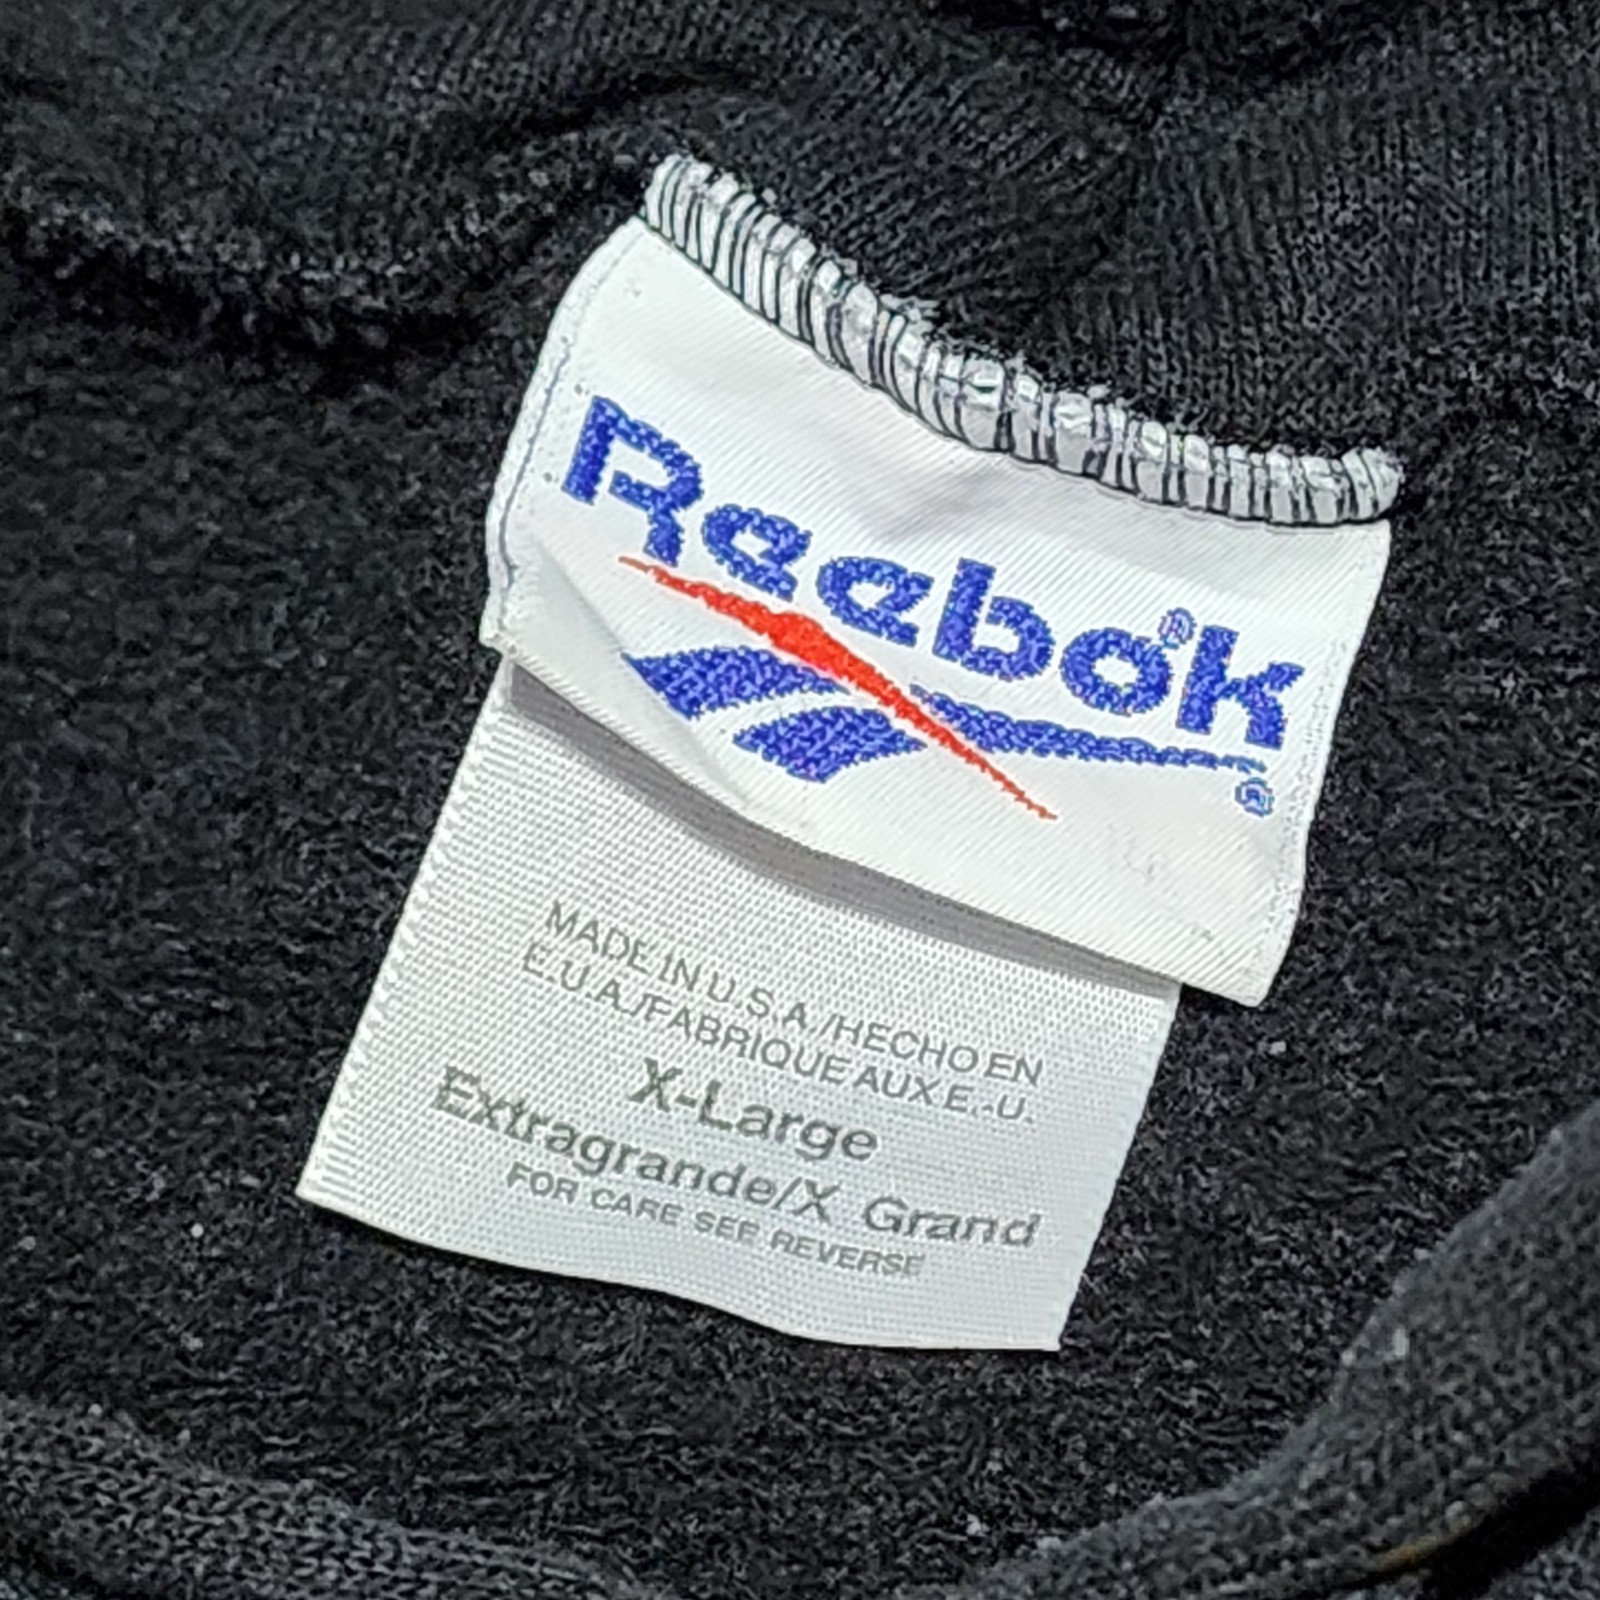 Reebok®
®
MADE IN U.S.A./HECHO EN
E.U.A./FABRIQUE AUX E.-U.
X-Large
Extragrande/X Grand
FOR CARE SEE REVERSE